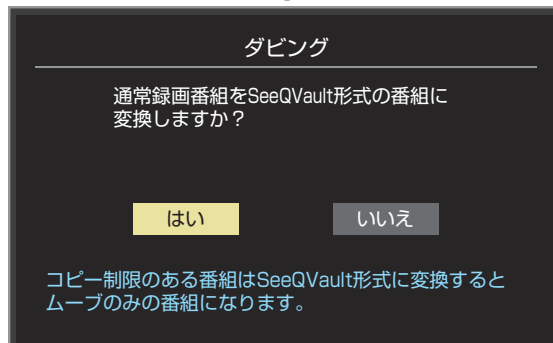 ダビング
通常録画番組をSeeQVault形式の番組に
変換しますか？
はい
いいえ
コピー制限のある番組はSeeQVault形式に変換すると
ムーブのみの番組になります。